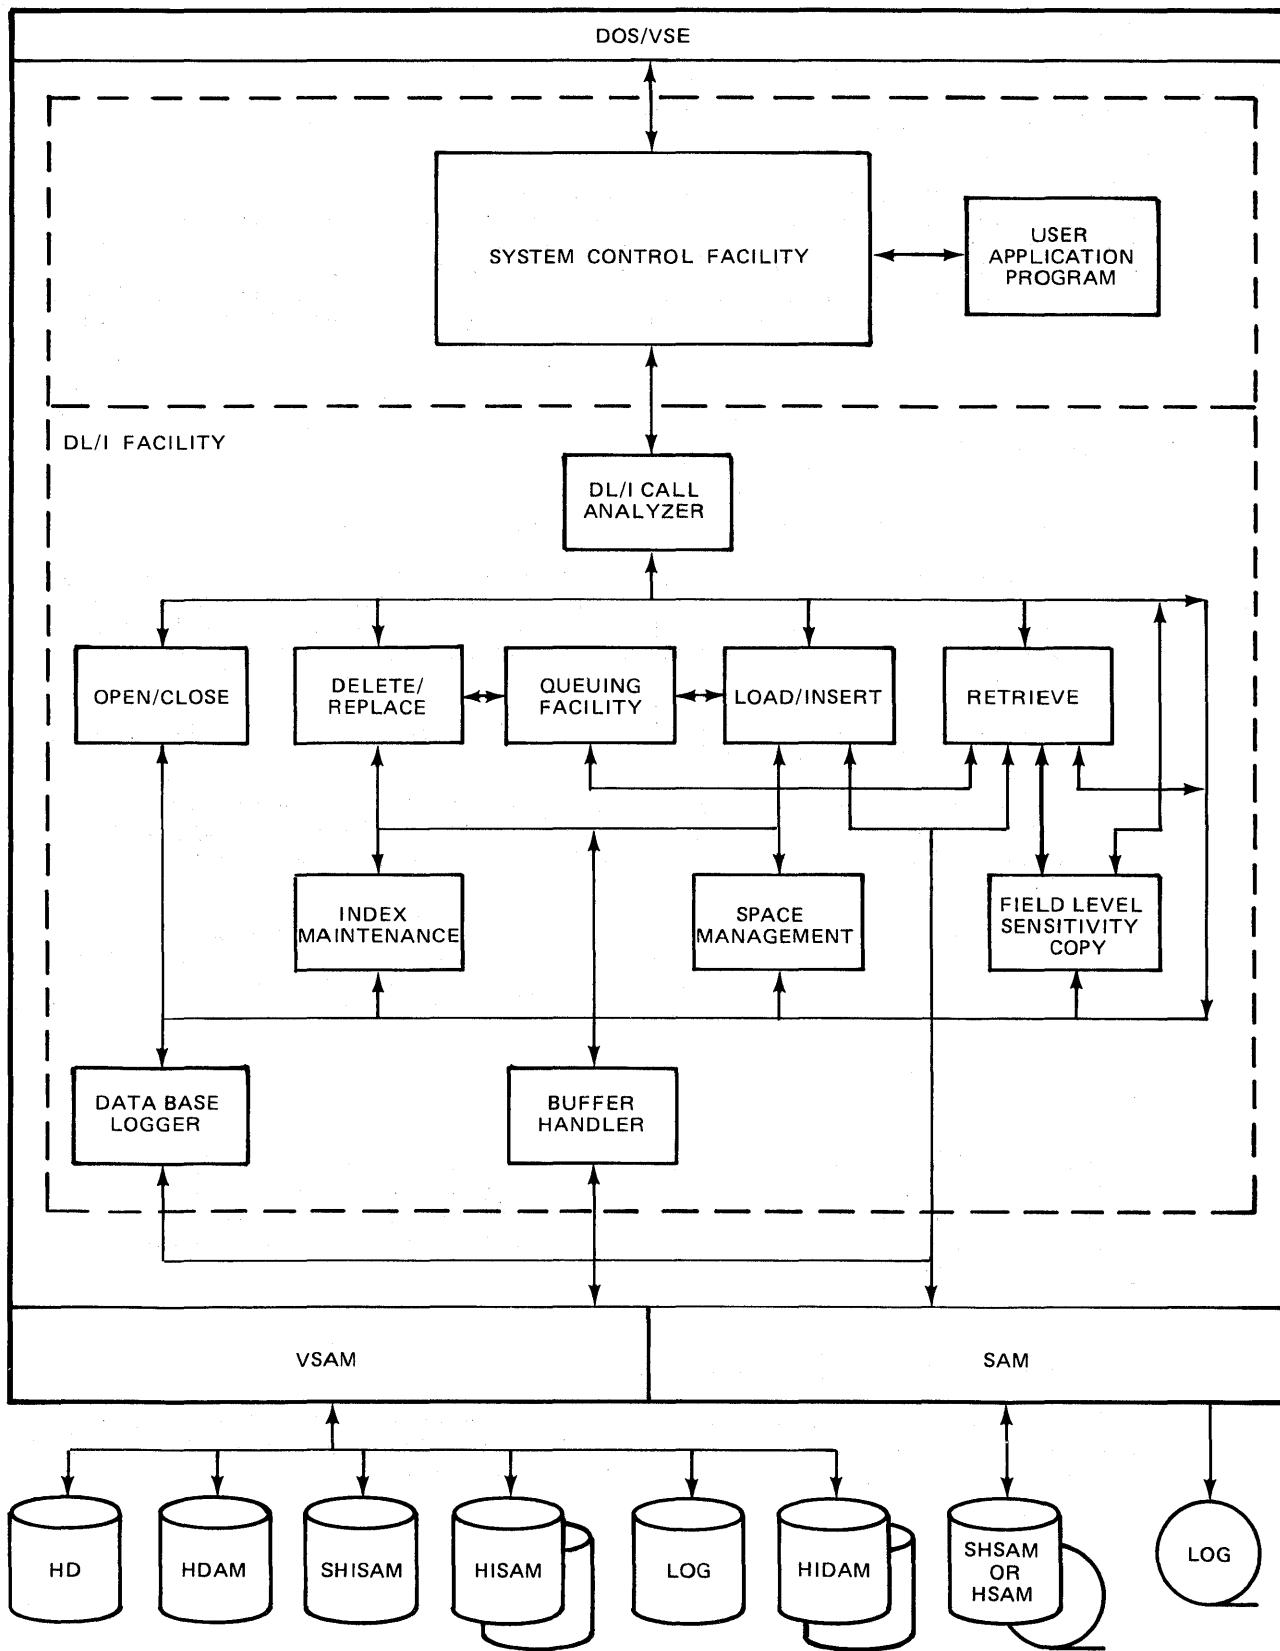 DOS/VSE
SYSTEM CONTROL FACILITY
USER
APPLICATION
PROGRAM
DL/I FACILITY
DL/I CALL
ANALYZER
OPEN/CLOSE
DELETE/
REPLACE
QUEUING
FACILITY
LOAD/INSERT
RETRIEVE
INDEX
MAINTENANCE
SPACE
MANAGEMENT
FIELD LEVEL
SENSITIVITY
COPY
DATA BASE
LOGGER
BUFFER
HANDLER
VSAM
SAM
HD
HDAM
SHISAM
HISAM
LOG
HIDAM
SHSAM
OR
HSAM
LOG